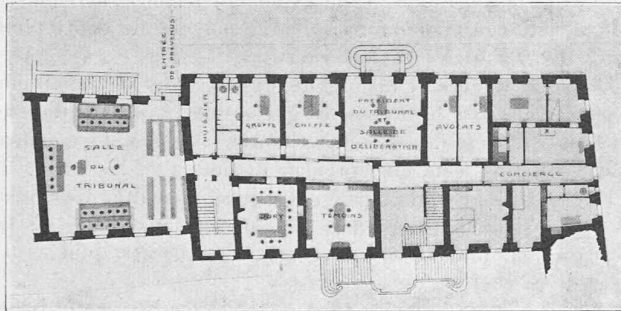 ENTRÉE
DES PRÉVENUS
SALLE
DU
TRIBUNAL
HUISSIER
GREFFE
GREFFE
PRÉSIDENT
DU TRIBUNAL
ET
SALLE DE
DÉLIBÉRATION
AVOCATS
CONCIERGE
JURY
TÉMOINS